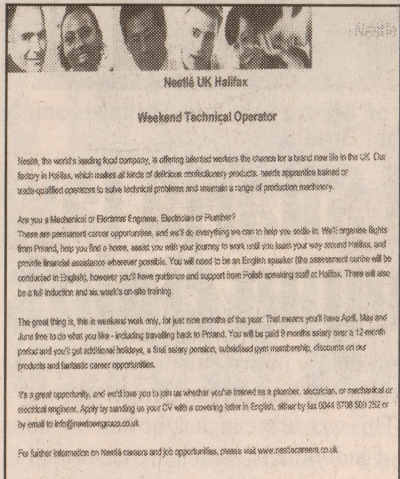 Nestlé UK Halifax
Weekend Technical Operator
Nestlé, the world's leading food company, is offering talented workers the chance for a brand new life in the UK. Our
factory in Halifax, which makes all kinds of delicious confectionery products, needs apprentice trained or
trade-qualified operators to solve technical problems and maintain a range of production machinery.
Are you a Mechanical or Electrical Engineer, Electrician or Plumber?
These are permanent career opportunities, and we'll do everything we can to help you settle in. We'll organise flights
from Poland, help you find a home, assist you with your journey to work until you learn your way around Halifax, and
provide financial assistance wherever possible. You will need to be an English speaker (the assessment centre will be
conducted in English), however you'll have guidance and support from Polish speaking staff at Halifax. There will also
be a full induction and six week's on-site training.
The great thing is, this is weekend work only, for just nine months of the year. That means you'll have April, May and
June free to do what you like - including travelling back to Poland. You will be paid 9 months salary over a 12-month
period and you'll get additional holidays, a final salary pension, subsidised gym membership, discounts on our
products and fantastic career opportunities.
It's a great opportunity, and we'd love you to join us whether you've trained as a plumber, electrician, or mechanical or
electrical engineer. Apply by sending us your CV with a covering letter in English, either by fax 0044 8708 500 252 or
by email to info@newtowngroup.co.uk
For further information on Nestlé careers and job opportunities, please visit www.nestlecareers.co.uk